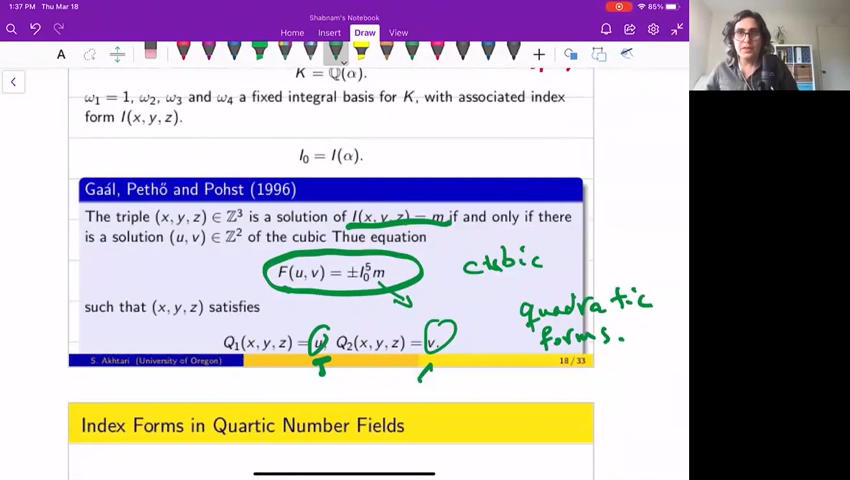 1:37 PM Thu Mar 18
85%
Shabnam's Notebook
Home Insert Draw View
A
K = ℚ(α).
ω₁ = 1, ω₂, ω₃ and ω₄ a fixed integral basis for K, with associated index
form I(x, y, z).
I₀ = I(α).
Gaál, Pethő and Pohst (1996)
The triple (x, y, z) ∈ ℤ³ is a solution of I(x, y, z) = m if and only if there
is a solution (u, v) ∈ ℤ² of the cubic Thue equation
F(u, v) = ±I₀⁵m
cubic
such that (x, y, z) satisfies
quadratic
forms.
Q₁(x, y, z) = u, Q₂(x, y, z) = v.
S. Akhtari (University of Oregon)
18 / 33
Index Forms in Quartic Number Fields